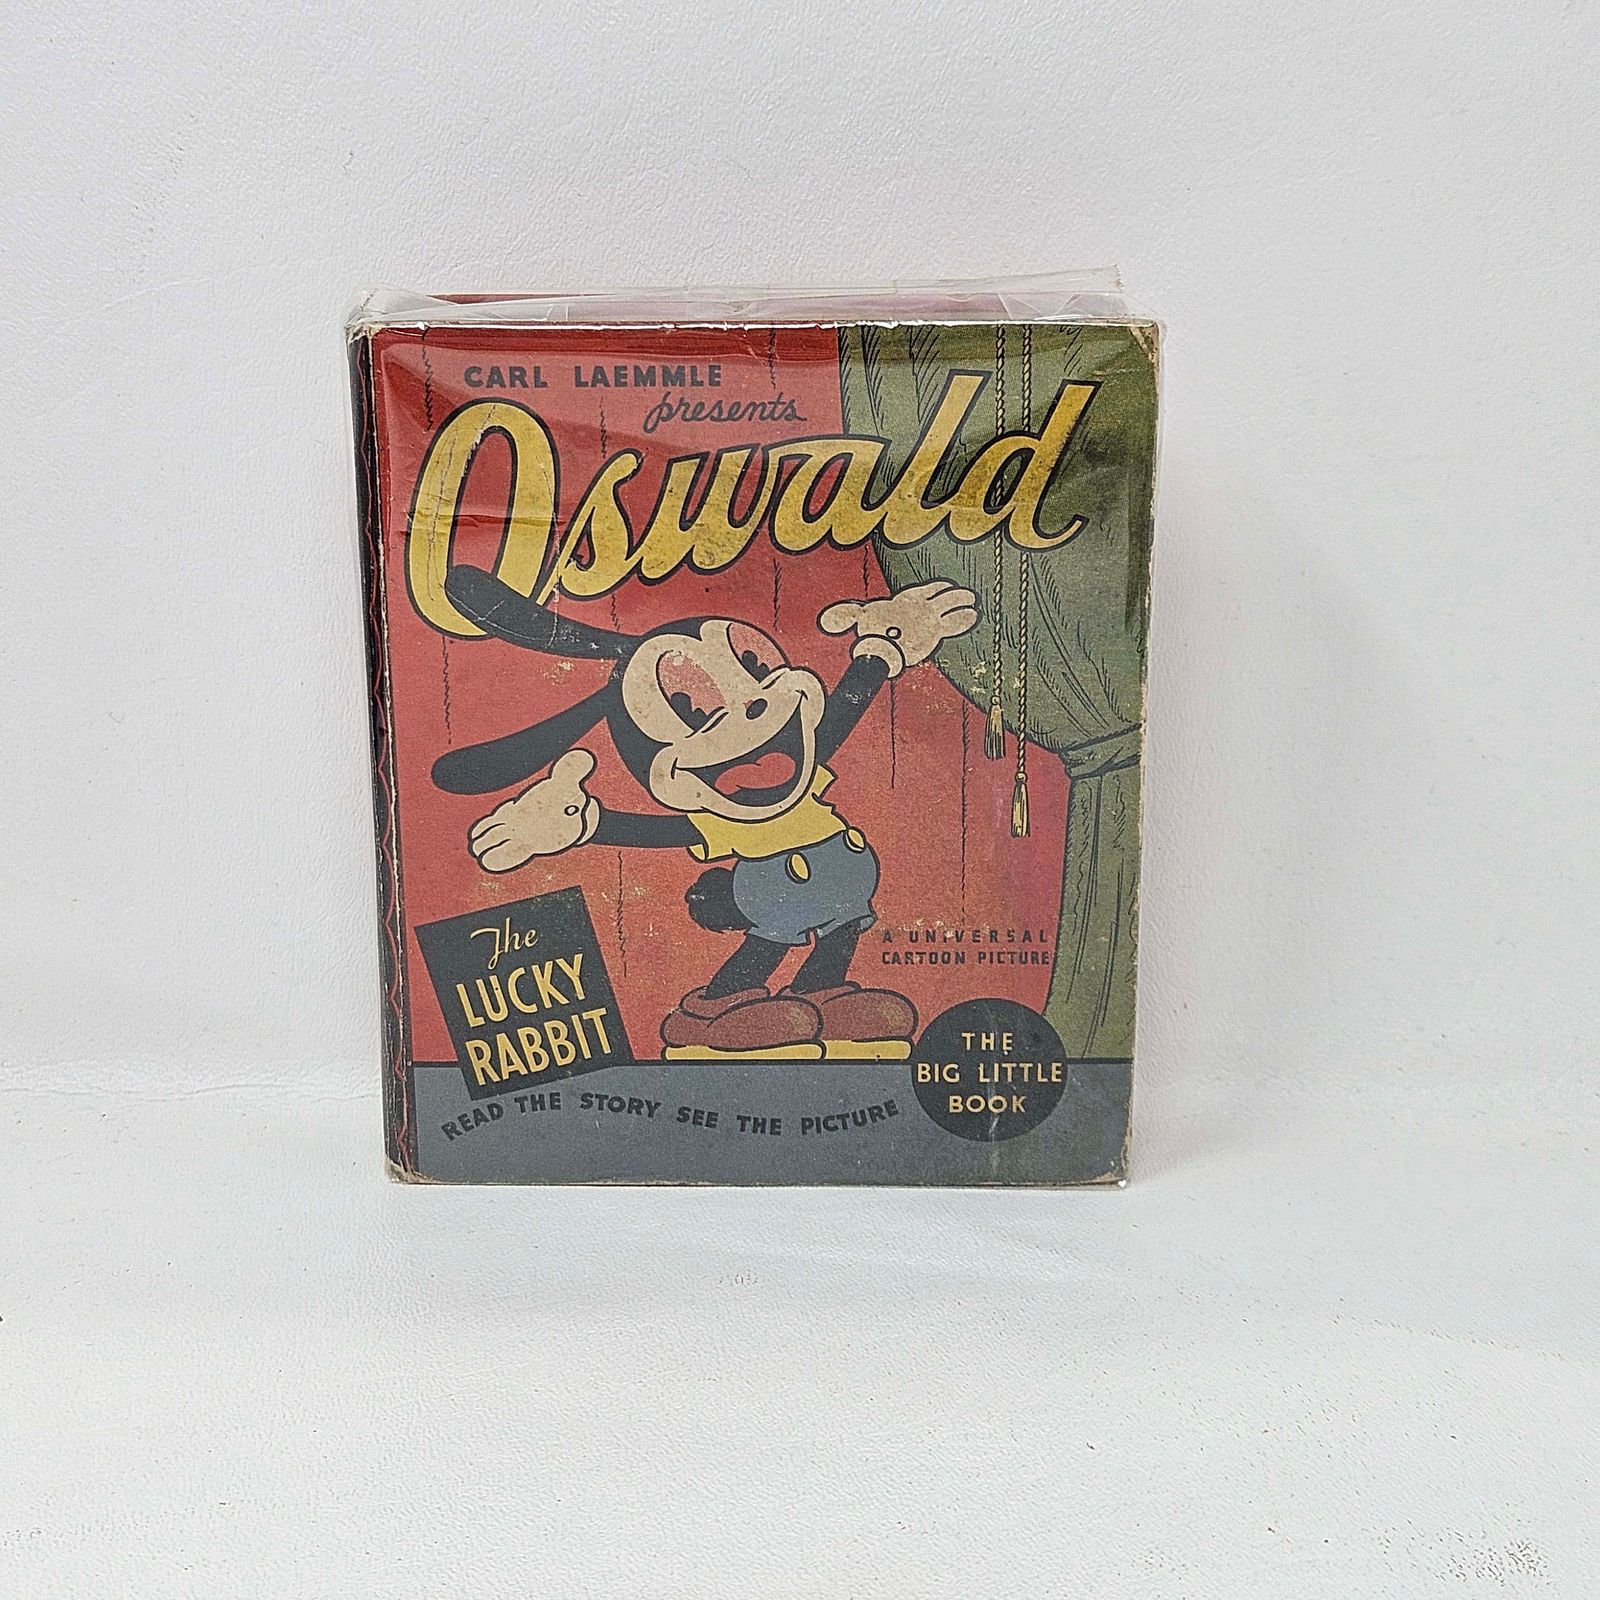 CARL LAEMMLE
presents
Oswald
The
LUCKY
RABBIT
A UNIVERSAL
CARTOON PICTURE
THE
BIG LITTLE
BOOK
READ THE STORY SEE THE PICTURE